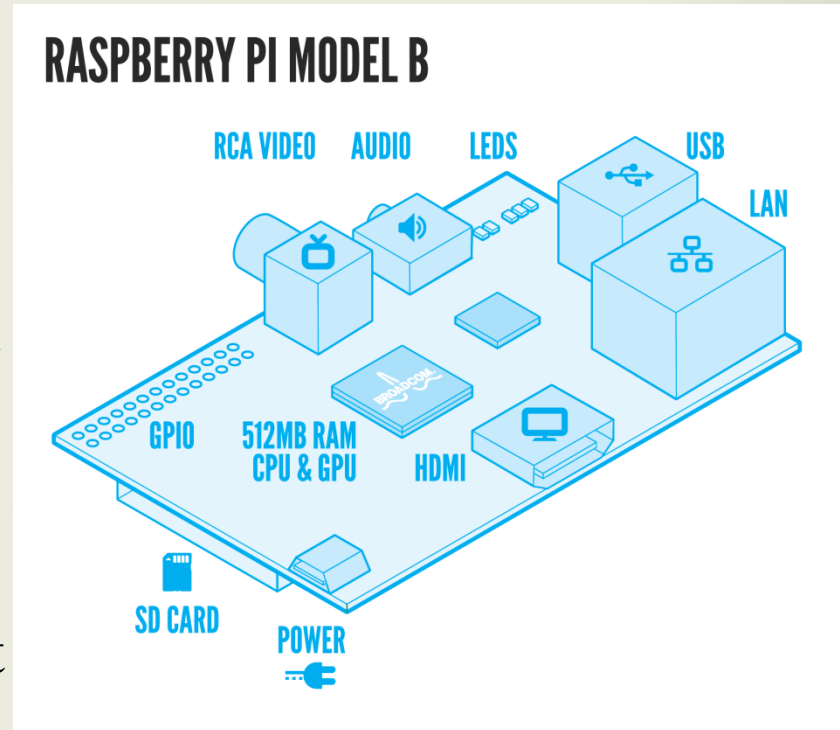 RASPBERRY PI MODEL B
RCA VIDEO AUDIO LEDS USB
LAN
BROADCOM
GPIO 512MB RAM
CPU & GPU HDMI
SD CARD
POWER